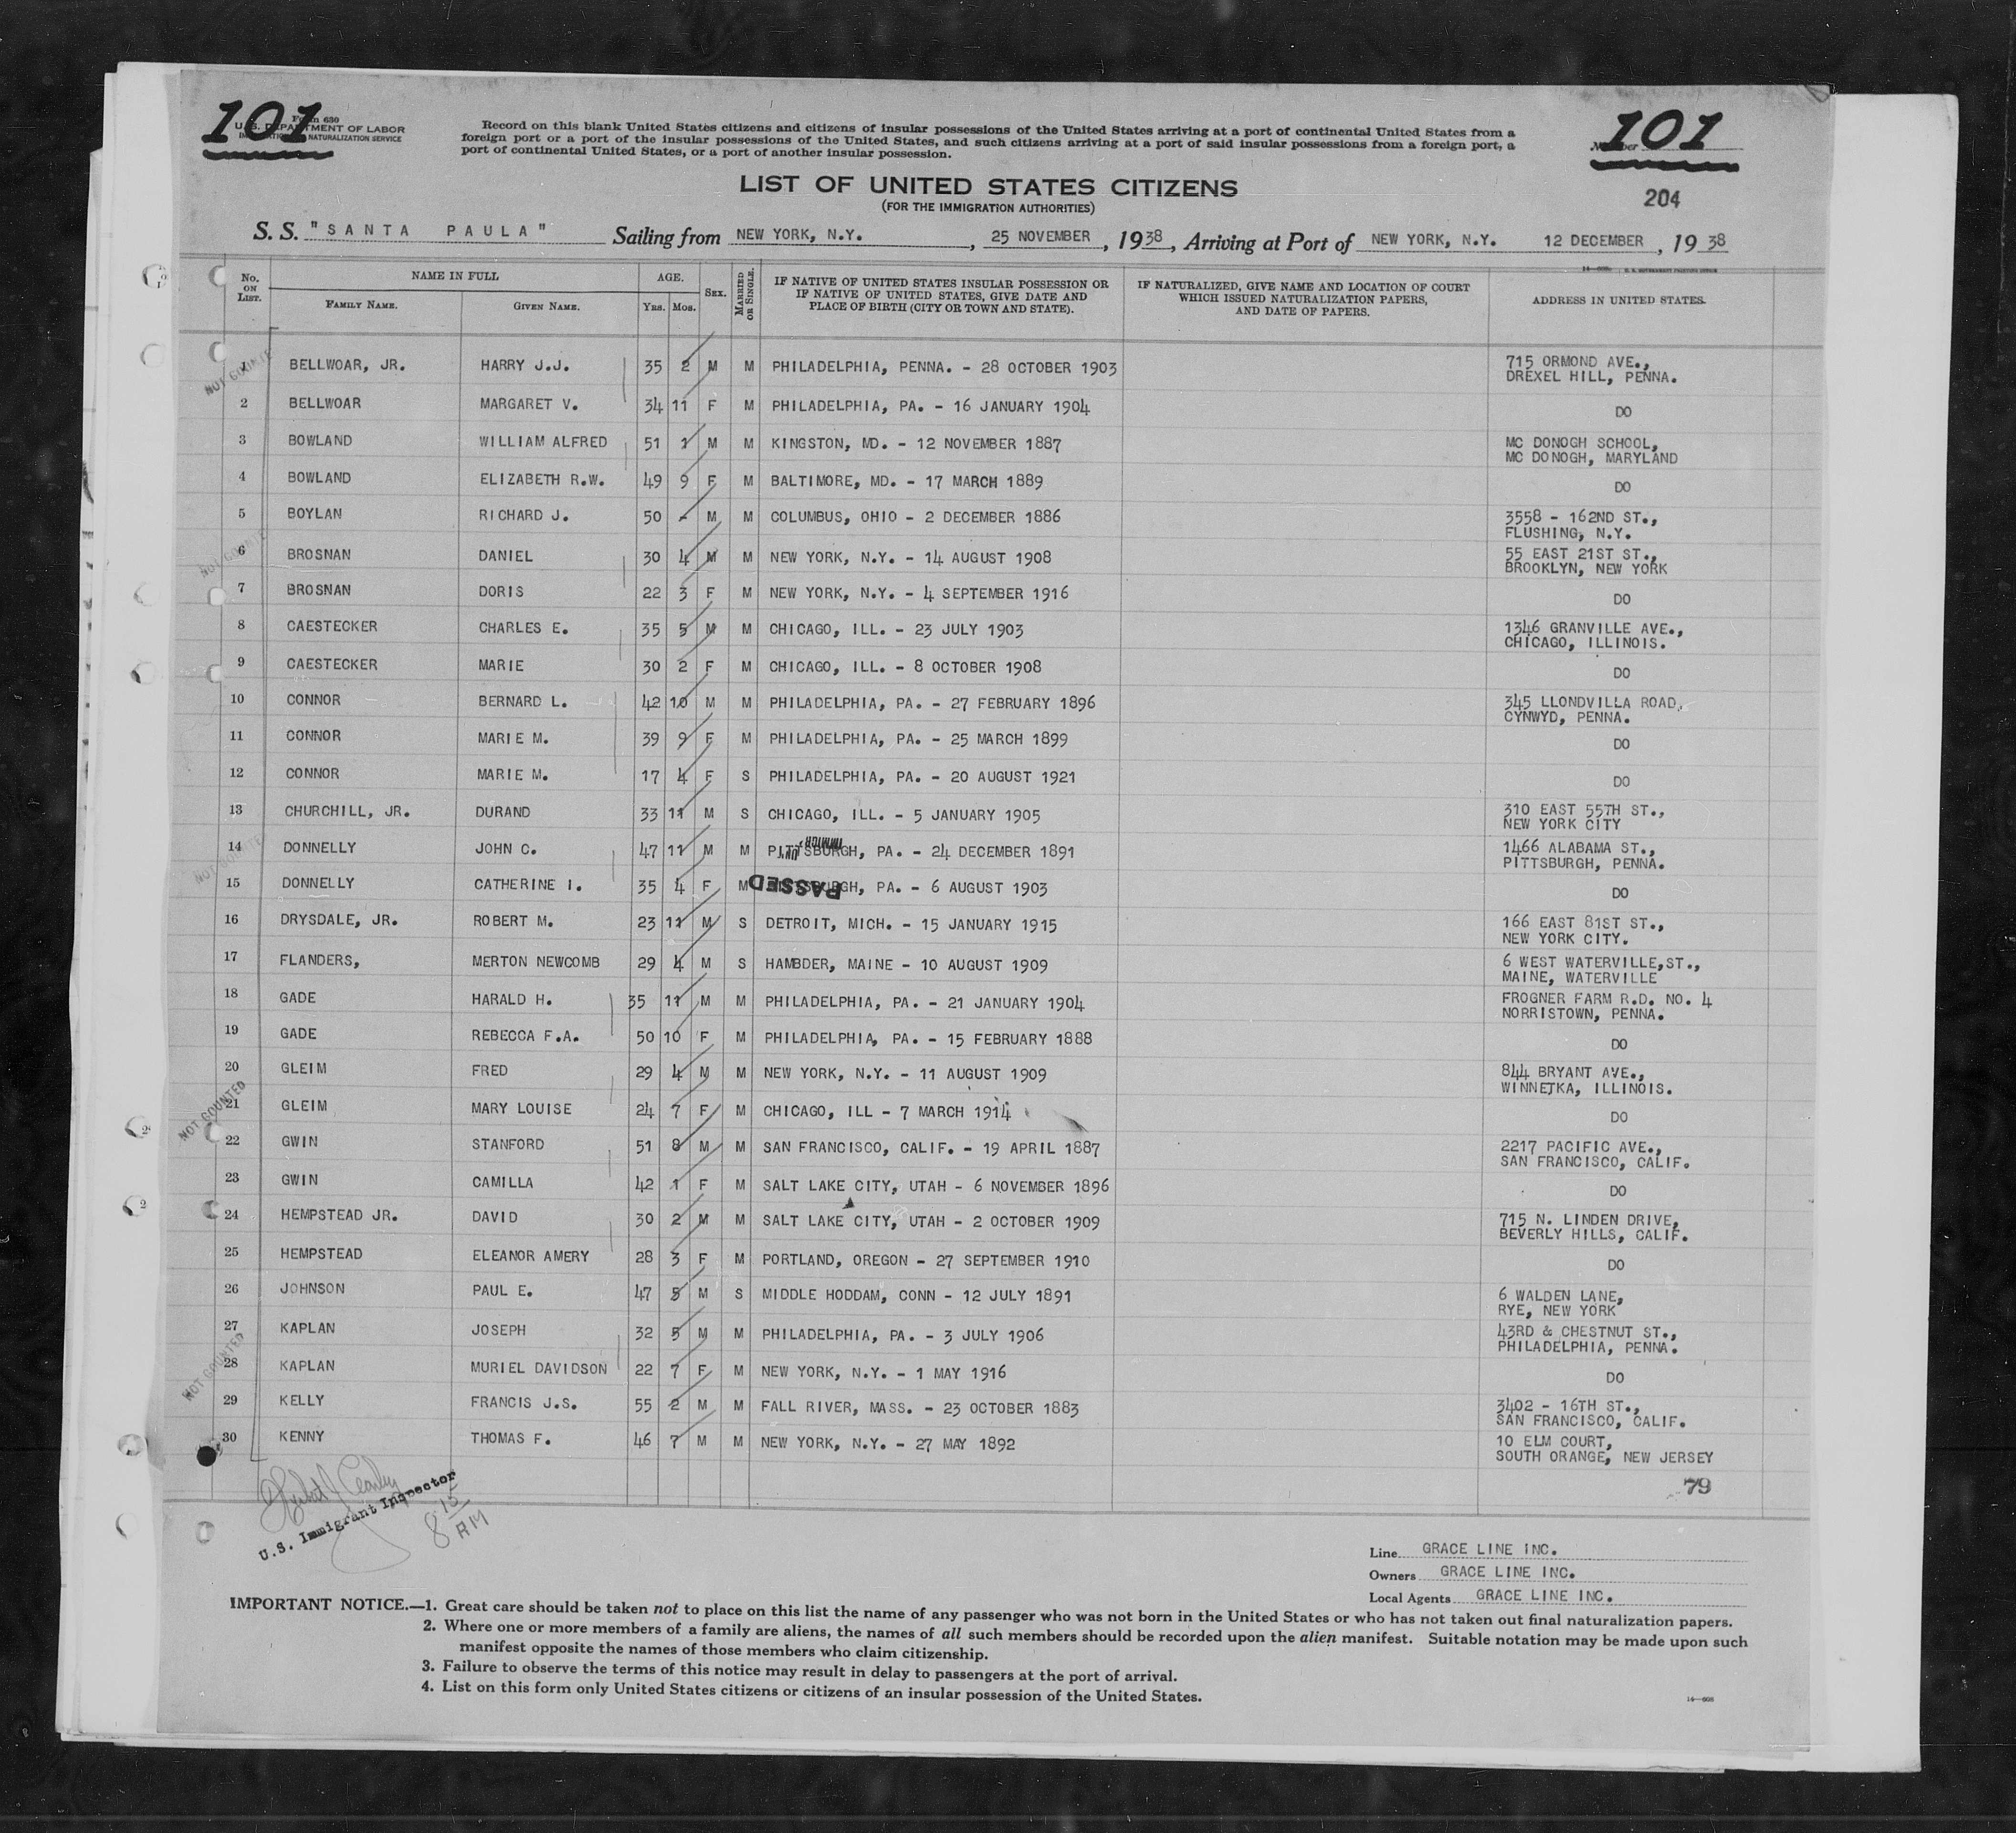 101
Form 630
U. S. DEPARTMENT OF LABOR
IMMIGRATION AND NATURALIZATION SERVICE
Record on this blank United States citizens and citizens of insular possessions of the United States arriving at a port of continental United States from a
foreign port or a port of the insular possessions of the United States, and such citizens arriving at a port of said insular possessions from a foreign port, a
port of continental United States, or a port of another insular possession.
101
Number
204
LIST OF UNITED STATES CITIZENS
(FOR THE IMMIGRATION AUTHORITIES)
S. S. "SANTA PAULA" Sailing from NEW YORK, N.Y., 25 NOVEMBER, 1938, Arriving at Port of NEW YORK, N.Y. 12 DECEMBER, 1938
No. ON LIST. NAME IN FULL FAMILY NAME. GIVEN NAME. AGE. YRS. MOS. SEX. MARRIED OR SINGLE. IF NATIVE OF UNITED STATES INSULAR POSSESSION OR IF NATIVE OF UNITED STATES, GIVE DATE AND PLACE OF BIRTH (CITY OR TOWN AND STATE). IF NATURALIZED, GIVE NAME AND LOCATION OF COURT WHICH ISSUED NATURALIZATION PAPERS, AND DATE OF PAPERS. ADDRESS IN UNITED STATES.
1 BELLWOAR, JR. HARRY J.J. 35 2 M M PHILADELPHIA, PENNA. - 28 OCTOBER 1903 715 ORMOND AVE., DREXEL HILL, PENNA.
2 BELLWOAR MARGARET V. 34 11 F M PHILADELPHIA, PA. - 16 JANUARY 1904 DO
3 BOWLAND WILLIAM ALFRED 51 1 M M KINGSTON, MD. - 12 NOVEMBER 1887 MC DONOGH SCHOOL, MC DONOGH, MARYLAND
4 BOWLAND ELIZABETH R.W. 49 9 F M BALTIMORE, MD. - 17 MARCH 1889 DO
5 BOYLAN RICHARD J. 50 - M M COLUMBUS, OHIO - 2 DECEMBER 1886 3558 - 162ND ST., FLUSHING, N.Y.
6 BROSNAN DANIEL 30 4 M M NEW YORK, N.Y. - 14 AUGUST 1908 55 EAST 21ST ST., BROOKLYN, NEW YORK
7 BROSNAN DORIS 22 3 F M NEW YORK, N.Y. - 4 SEPTEMBER 1916 DO
8 CAESTECKER CHARLES E. 35 5 M M CHICAGO, ILL. - 23 JULY 1903 1346 GRANVILLE AVE., CHICAGO, ILLINOIS.
9 CAESTECKER MARIE 30 2 F M CHICAGO, ILL. - 8 OCTOBER 1908 DO
10 CONNOR BERNARD L. 42 10 M M PHILADELPHIA, PA. - 27 FEBRUARY 1896 345 LLONDVILLA ROAD, CYNWYD, PENNA.
11 CONNOR MARIE M. 39 9 F M PHILADELPHIA, PA. - 25 MARCH 1899 DO
12 CONNOR MARIE M. 17 4 F S PHILADELPHIA, PA. - 20 AUGUST 1921 DO
13 CHURCHILL, JR. DURAND 33 11 M S CHICAGO, ILL. - 5 JANUARY 1905 310 EAST 55TH ST., NEW YORK CITY
14 DONNELLY JOHN C. 47 11 M M PITTSBURGH, PA. - 24 DECEMBER 1891 1466 ALABAMA ST., PITTSBURGH, PENNA.
15 DONNELLY CATHERINE I. 35 4 F M PITTSBURGH, PA. - 6 AUGUST 1903 DO
PASSED
16 DRYSDALE, JR. ROBERT M. 23 11 M S DETROIT, MICH. - 15 JANUARY 1915 166 EAST 81ST ST., NEW YORK CITY.
17 FLANDERS, MERTON NEWCOMB 29 4 M S HAMBDER, MAINE - 10 AUGUST 1909 6 WEST WATERVILLE,ST., MAINE, WATERVILLE
18 GADE HARALD H. 35 11 M M PHILADELPHIA, PA. - 21 JANUARY 1904 FROGNER FARM R.D. NO. 4 NORRISTOWN, PENNA.
19 GADE REBECCA F.A. 50 10 F M PHILADELPHIA, PA. - 15 FEBRUARY 1888 DO
20 GLEIM FRED 29 4 M M NEW YORK, N.Y. - 11 AUGUST 1909 844 BRYANT AVE., WINNETKA, ILLINOIS.
21 GLEIM MARY LOUISE 24 7 F M CHICAGO, ILL - 7 MARCH 1914 DO
22 GWIN STANFORD 51 8 M M SAN FRANCISCO, CALIF. - 19 APRIL 1887 2217 PACIFIC AVE., SAN FRANCISCO, CALIF.
23 GWIN CAMILLA 42 1 F M SALT LAKE CITY, UTAH - 6 NOVEMBER 1896 DO
24 HEMPSTEAD JR. DAVID 30 2 M M SALT LAKE CITY, UTAH - 2 OCTOBER 1909 715 N. LINDEN DRIVE, BEVERLY HILLS, CALIF.
25 HEMPSTEAD ELEANOR AMERY 28 3 F M PORTLAND, OREGON - 27 SEPTEMBER 1910 DO
26 JOHNSON PAUL E. 47 5 M S MIDDLE HODDAM, CONN - 12 JULY 1891 6 WALDEN LANE, RYE, NEW YORK
27 KAPLAN JOSEPH 32 5 M M PHILADELPHIA, PA. - 3 JULY 1906 43RD & CHESTNUT ST., PHILADELPHIA, PENNA.
28 KAPLAN MURIEL DAVIDSON 22 7 F M NEW YORK, N.Y. - 1 MAY 1916 DO
29 KELLY FRANCIS J.S. 55 2 M M FALL RIVER, MASS. - 23 OCTOBER 1883 3402 - 16TH ST., SAN FRANCISCO, CALIF.
30 KENNY THOMAS F. 46 7 M M NEW YORK, N.Y. - 27 MAY 1892 10 ELM COURT, SOUTH ORANGE, NEW JERSEY
NOT COUNTED
NOT COUNTED
NOT COUNTED
NOT COUNTED
NOT COUNTED
79
U.S. Immigrant Inspector
8 15 AM
Line GRACE LINE INC.
Owners GRACE LINE INC.
Local Agents GRACE LINE INC.
IMPORTANT NOTICE.—1. Great care should be taken not to place on this list the name of any passenger who was not born in the United States or who has not taken out final naturalization papers.
2. Where one or more members of a family are aliens, the names of all such members should be recorded upon the alien manifest. Suitable notation may be made upon such
manifest opposite the names of those members who claim citizenship.
3. Failure to observe the terms of this notice may result in delay to passengers at the port of arrival.
4. List on this form only United States citizens or citizens of an insular possession of the United States.
14—608